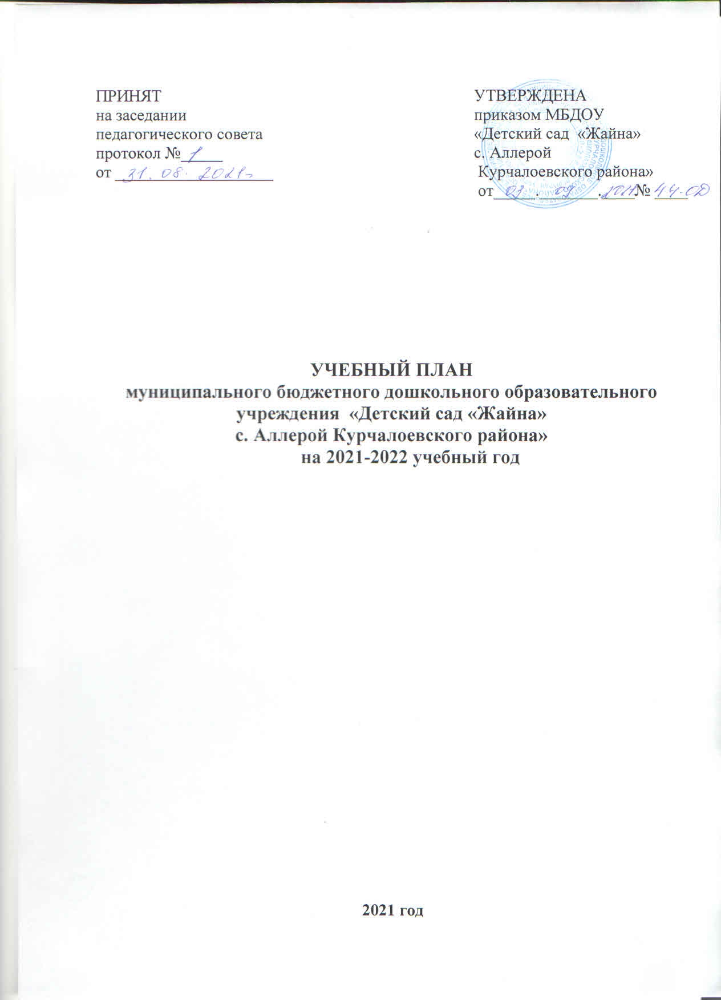 ПРИНЯТ
на заседании
педагогического совета
протокол № 1
от 31. 08. 2021г
УТВЕРЖДЕНА
приказом МБДОУ
«Детский сад «Жайна»
с. Аллерой
Курчалоевского района»
от 03 . 09 . 2021 № 44-ОД
УЧЕБНЫЙ ПЛАН
муниципального бюджетного дошкольного образовательного
учреждения «Детский сад «Жайна»
с. Аллерой Курчалоевского района»
на 2021-2022 учебный год
2021 год